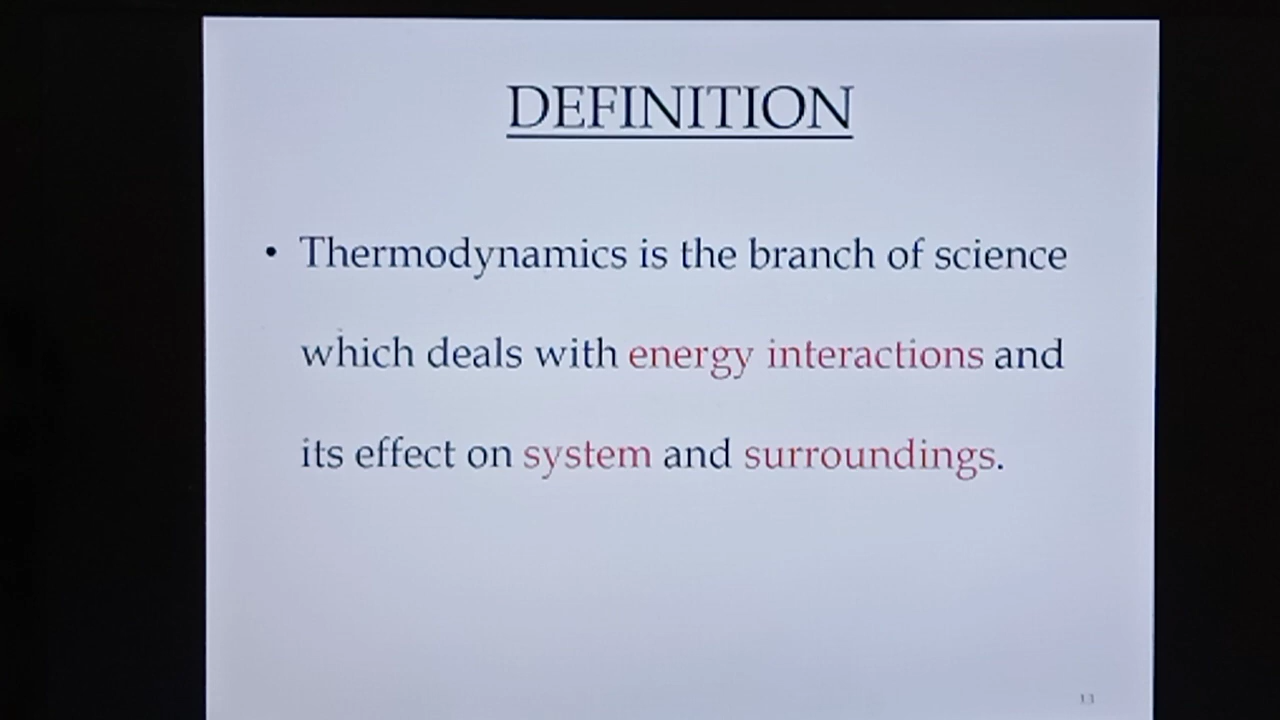 DEFINITION
• Thermodynamics is the branch of science
which deals with energy interactions and
its effect on system and surroundings.